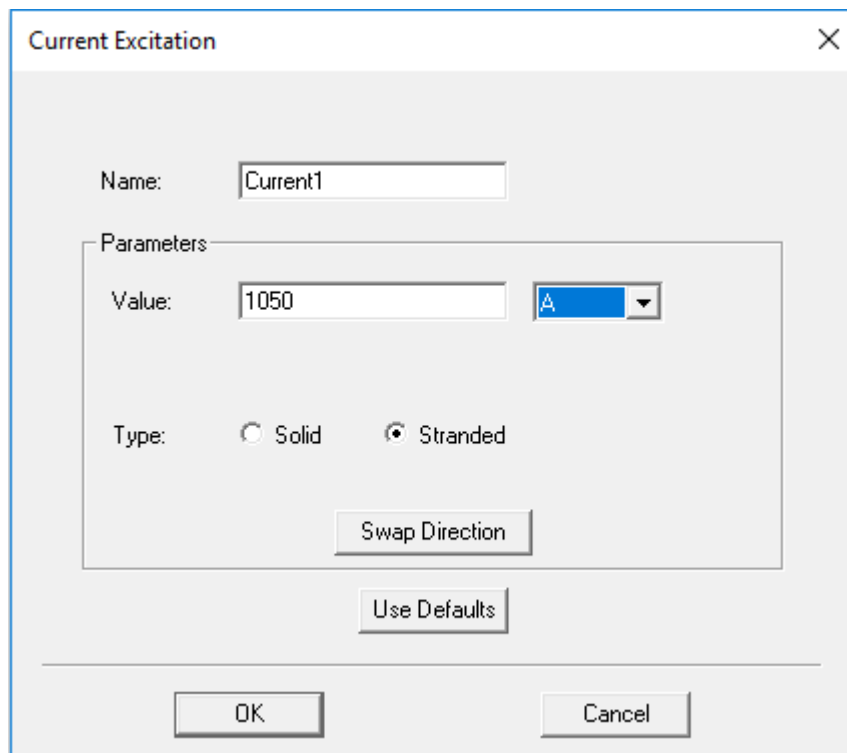 Current Excitation
Name: Current1
Parameters
Value: 1050 A
Type: Solid Stranded
Swap Direction
Use Defaults
OK Cancel